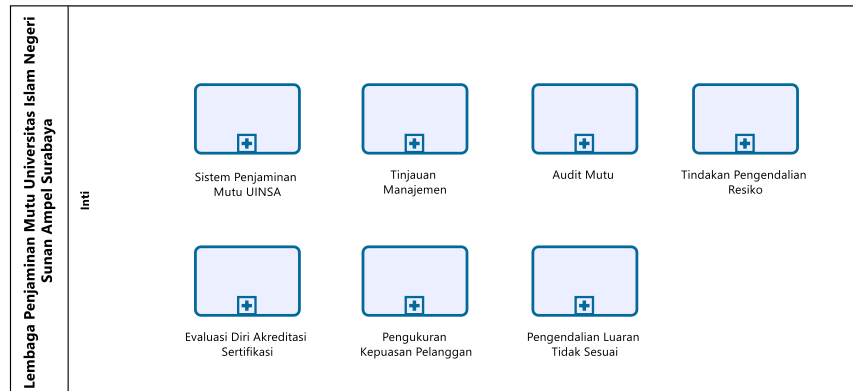 Lembaga Penjaminan Mutu Universitas Islam Negeri
Sunan Ampel Surabaya
Inti
Sistem Penjaminan
Mutu UINSA
Tinjauan
Manajemen
Audit Mutu
Tindakan Pengendalian
Resiko
Evaluasi Diri Akreditasi
Sertifikasi
Pengukuran
Kepuasan Pelanggan
Pengendalian Luaran
Tidak Sesuai